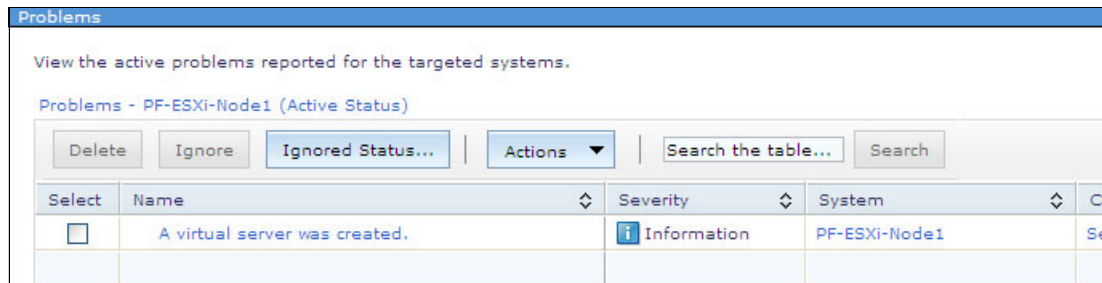 Problems
View the active problems reported for the targeted systems.
Problems - PF-ESXi-Node1 (Active Status)
Delete Ignore Ignored Status... Actions Search the table... Search
Select Name Severity System
A virtual server was created. Information PF-ESXi-Node1